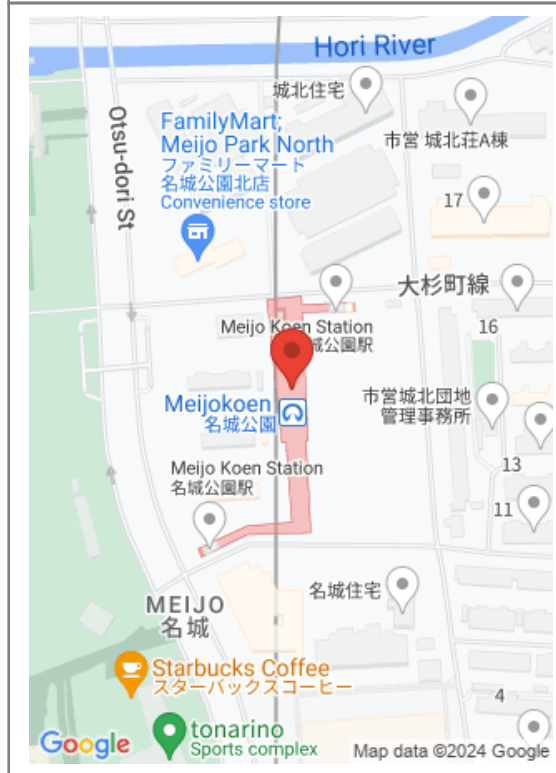 Hori River
城北住宅
Otsu-dori St
FamilyMart;
Meijo Park North
ファミリーマート
名城公園北店
Convenience store
市営 城北荘A棟
17
大杉町線
Meijo Koen Station
城公園駅
16
Meijokoen
名城公園
市営城北団地
管理事務所
Meijo Koen Station
名城公園駅
13
11
MEIJO
名城
名城住宅
Starbucks Coffee
スターバックスコーヒー
4
tonarino
Sports complex
Google
Map data ©2024 Google